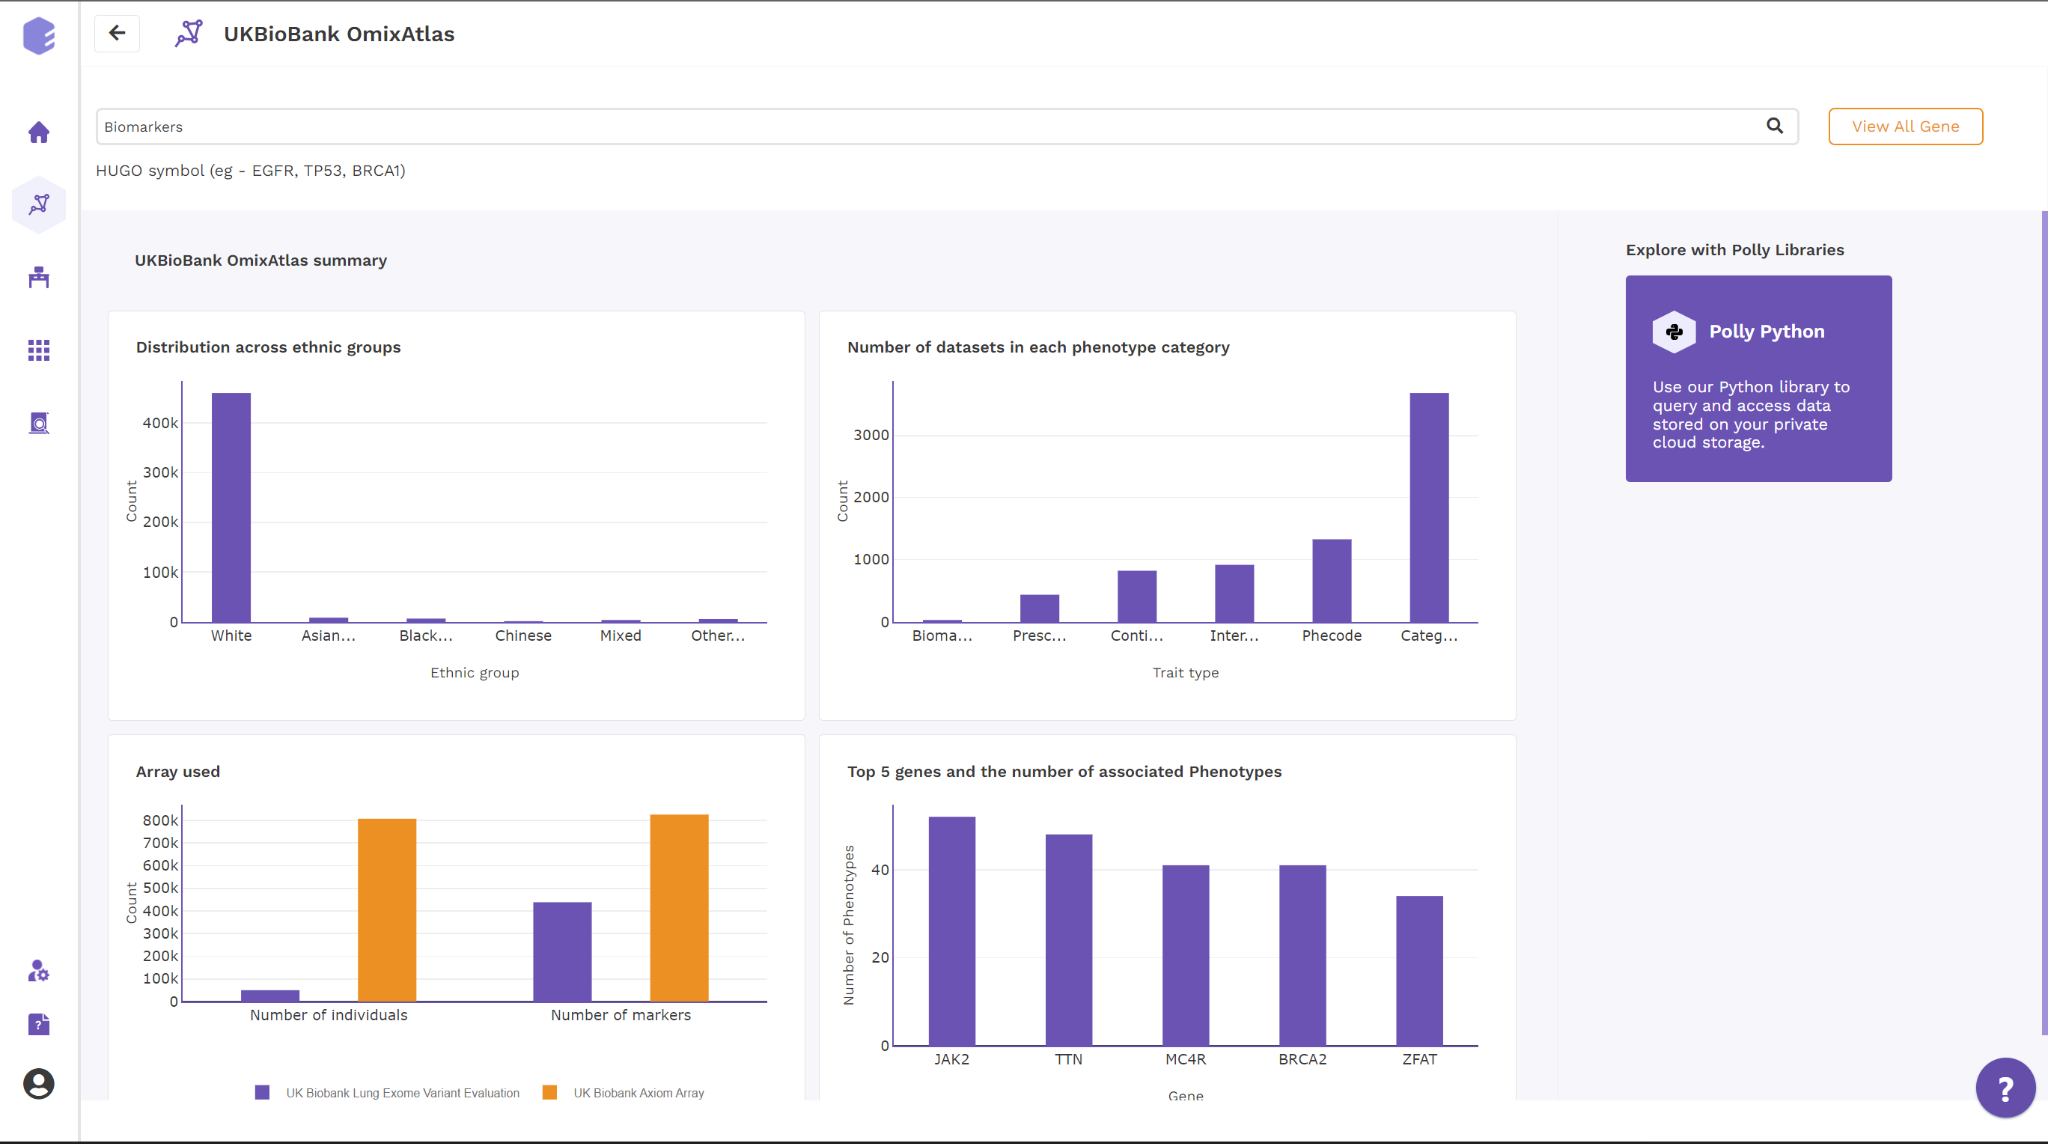 UKBioBank OmixAtlas
Biomarkers
View All Gene
HUGO symbol (eg - EGFR, TP53, BRCA1)
UKBioBank OmixAtlas summary
Explore with Polly Libraries
Polly Python
Use our Python library to
query and access data
stored on your private
cloud storage.
Distribution across ethnic groups
Count
400k
300k
200k
100k
0
White Asian... Black... Chinese Mixed Other...
Ethnic group
Number of datasets in each phenotype category
Count
3000
2000
1000
0
Bioma... Presc... Conti... Inter... Phecode Categ...
Trait type
Array used
Count
800k
700k
600k
500k
400k
300k
200k
100k
0
Number of individuals Number of markers
UK Biobank Lung Exome Variant Evaluation UK Biobank Axiom Array
Top 5 genes and the number of associated Phenotypes
Number of Phenotypes
40
20
0
JAK2 TTN MC4R BRCA2 ZFAT
Gene
?
?